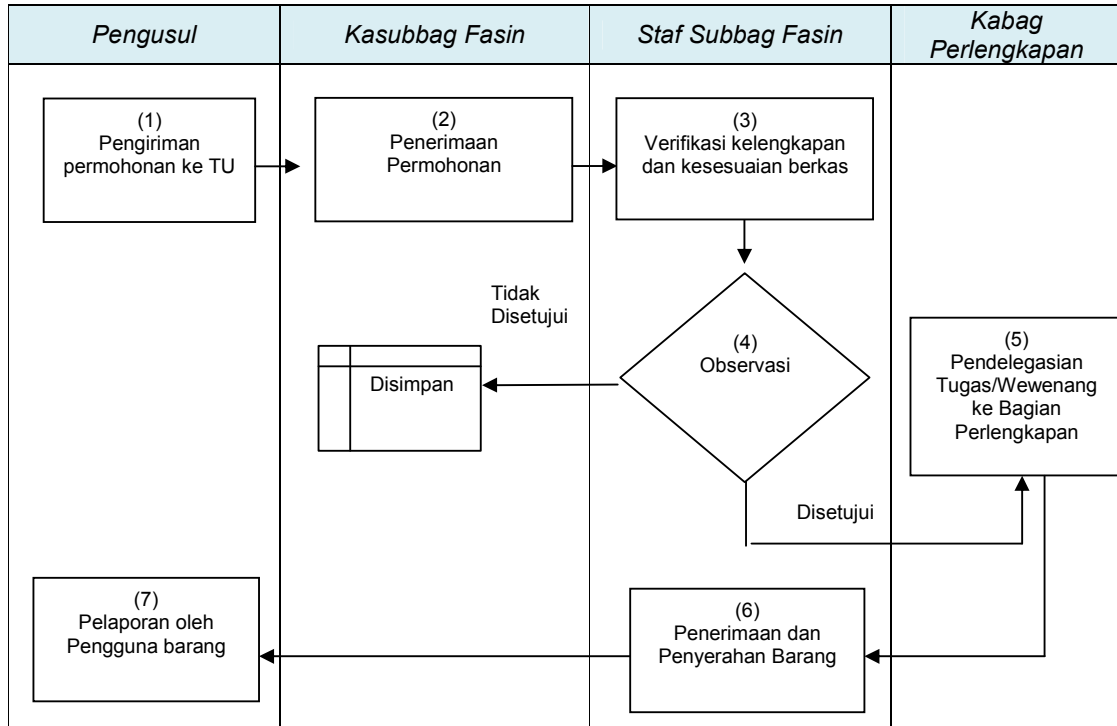 Pengusul
Kasubbag Fasin
Staf Subbag Fasin
Kabag
Perlengkapan
(1)
Pengiriman
permohonan ke TU
(2)
Penerimaan
Permohonan
(3)
Verifikasi kelengkapan
dan kesesuaian berkas
Tidak
Disetujui
Disimpan
(4)
Observasi
(5)
Pendelegasian
Tugas/Wewenang
ke Bagian
Perlengkapan
Disetujui
(6)
Penerimaan dan
Penyerahan Barang
(7)
Pelaporan oleh
Pengguna barang